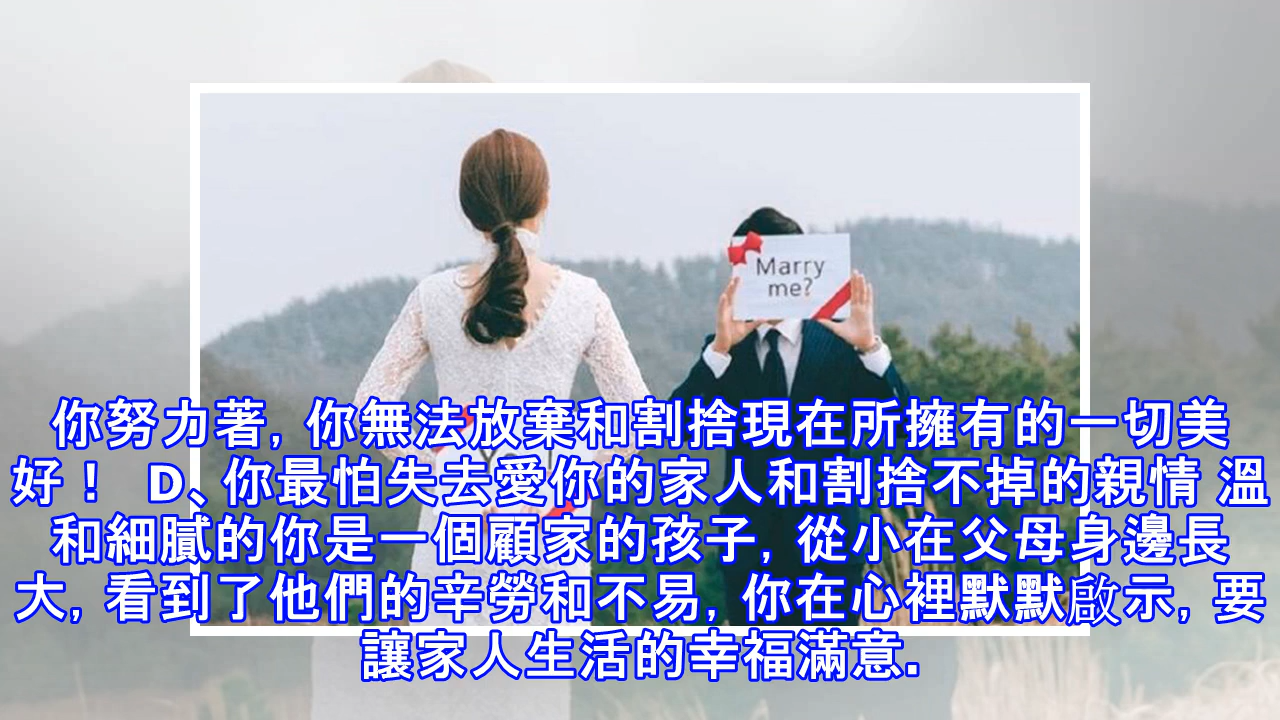 Marry
me?
你努力著, 你無法放棄和割捨現在所擁有的一切美
好！ D、你最怕失去愛你的家人和割捨不掉的親情 溫
和細膩的你是一個顧家的孩子, 從小在父母身邊長
大, 看到了他們的辛勞和不易, 你在心裡默默啟示, 要
讓家人生活的幸福滿意.